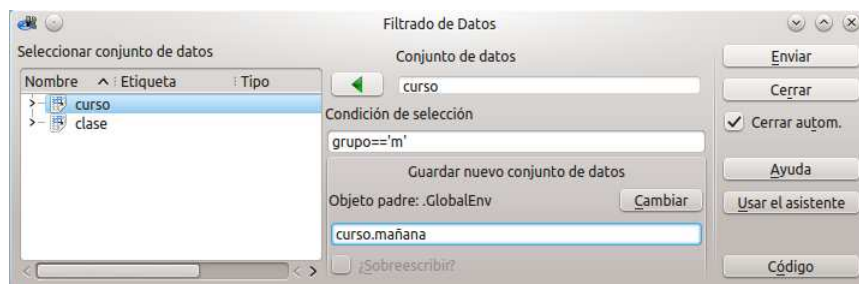 Filtrado de Datos
Seleccionar conjunto de datos
Nombre Etiqueta Tipo
curso
clase
Conjunto de datos
curso
Condición de selección
grupo=='m'
Guardar nuevo conjunto de datos
Objeto padre: .GlobalEnv Cambiar
curso.mañana
¿Sobreescribir?
Enviar
Cerrar
Cerrar autom.
Ayuda
Usar el asistente
Código